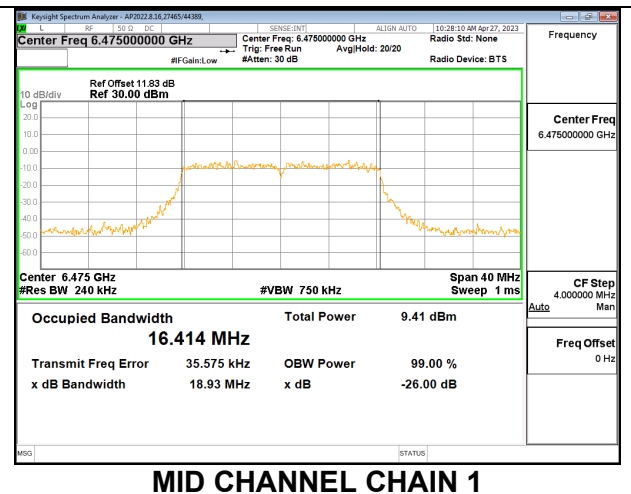 Keysight Spectrum Analyzer - AP2022.8.16,27465/44389,
L RF 50 Ω DC SENSE:INT ALIGN AUTO 10:28:10 AM Apr 27, 2023
Center Freq 6.475000000 GHz
Center Freq: 6.475000000 GHz
Radio Std: None
Trig: Free Run Avg|Hold: 20/20
#IFGain:Low
#Atten: 30 dB
Radio Device: BTS
Frequency
Ref Offset 11.83 dB
10 dB/div Ref 30.00 dBm
Log
20.0
10.0
0.00
-10.0
-20.0
-30.0
-40.0
-50.0
-60.0
Center Freq
6.475000000 GHz
Center 6.475 GHz Span 40 MHz
#Res BW 240 kHz #VBW 750 kHz Sweep 1 ms
CF Step
4.000000 MHz
Auto Man
Occupied Bandwidth Total Power 9.41 dBm
16.414 MHz
Transmit Freq Error 35.575 kHz OBW Power 99.00 %
x dB Bandwidth 18.93 MHz x dB -26.00 dB
Freq Offset
0 Hz
MSG STATUS
MID CHANNEL CHAIN 1